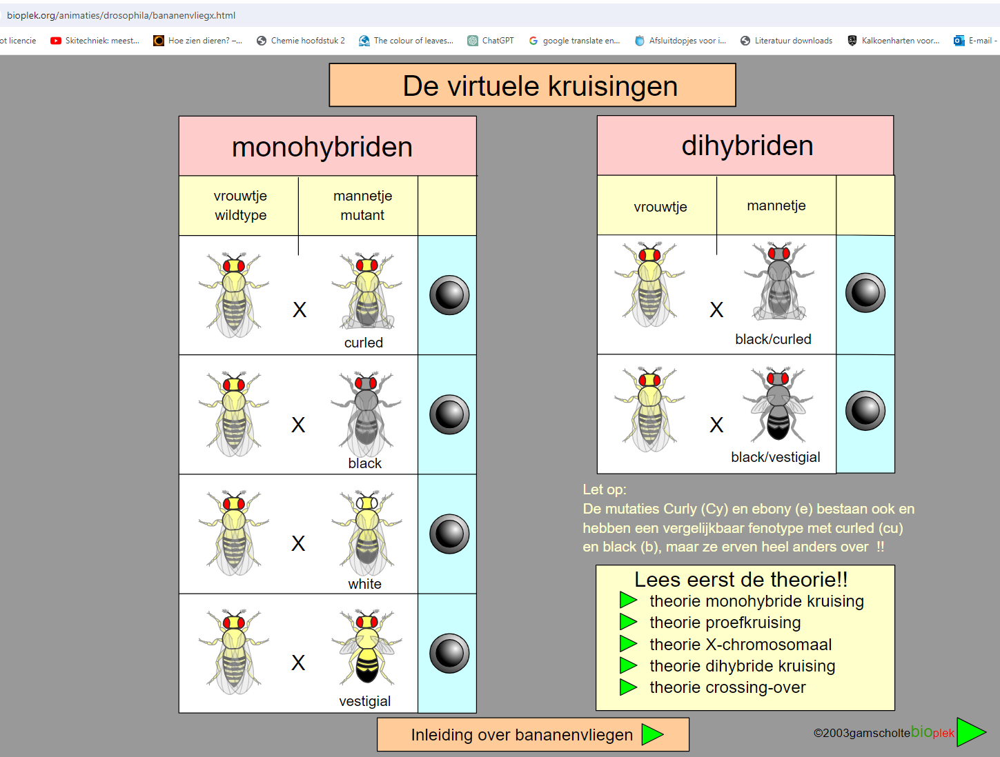 bioplek.org/animaties/drosophila/bananenvliegx.html
ot licencie Skitechniek: meest... Hoe zien dieren? –... Chemie hoofdstuk 2 The colour of leaves... ChatGPT google translate en... Afsluitdopjes voor i... Literatuur downloads Kalkoenharten voor... E-mail -
De virtuele kruisingen
monohybriden
vrouwtje
wildtype
mannetje
mutant
X
curled
X
black
X
white
X
vestigial
dihybriden
vrouwtje
mannetje
X
black/curled
X
black/vestigial
Let op:
De mutaties Curly (Cy) en ebony (e) bestaan ook en
hebben een vergelijkbaar fenotype met curled (cu)
en black (b), maar ze erven heel anders over !!
Lees eerst de theorie!!
theorie monohybride kruising
theorie proefkruising
theorie X-chromosomaal
theorie dihybride kruising
theorie crossing-over
Inleiding over bananenvliegen
©2003gamscholtebioplek